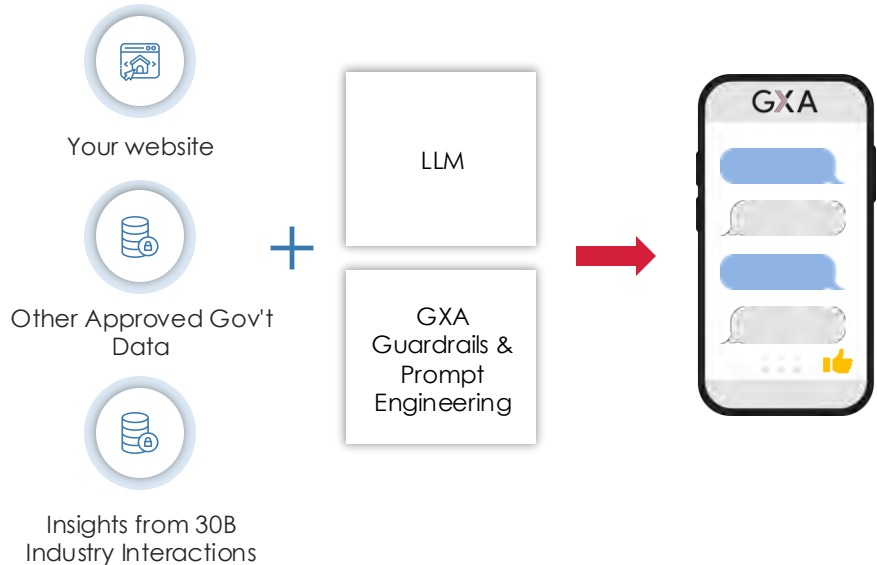 Your website
Other Approved Gov't
Data
Insights from 30B
Industry Interactions
LLM
GXA
Guardrails &
Prompt
Engineering
GXA